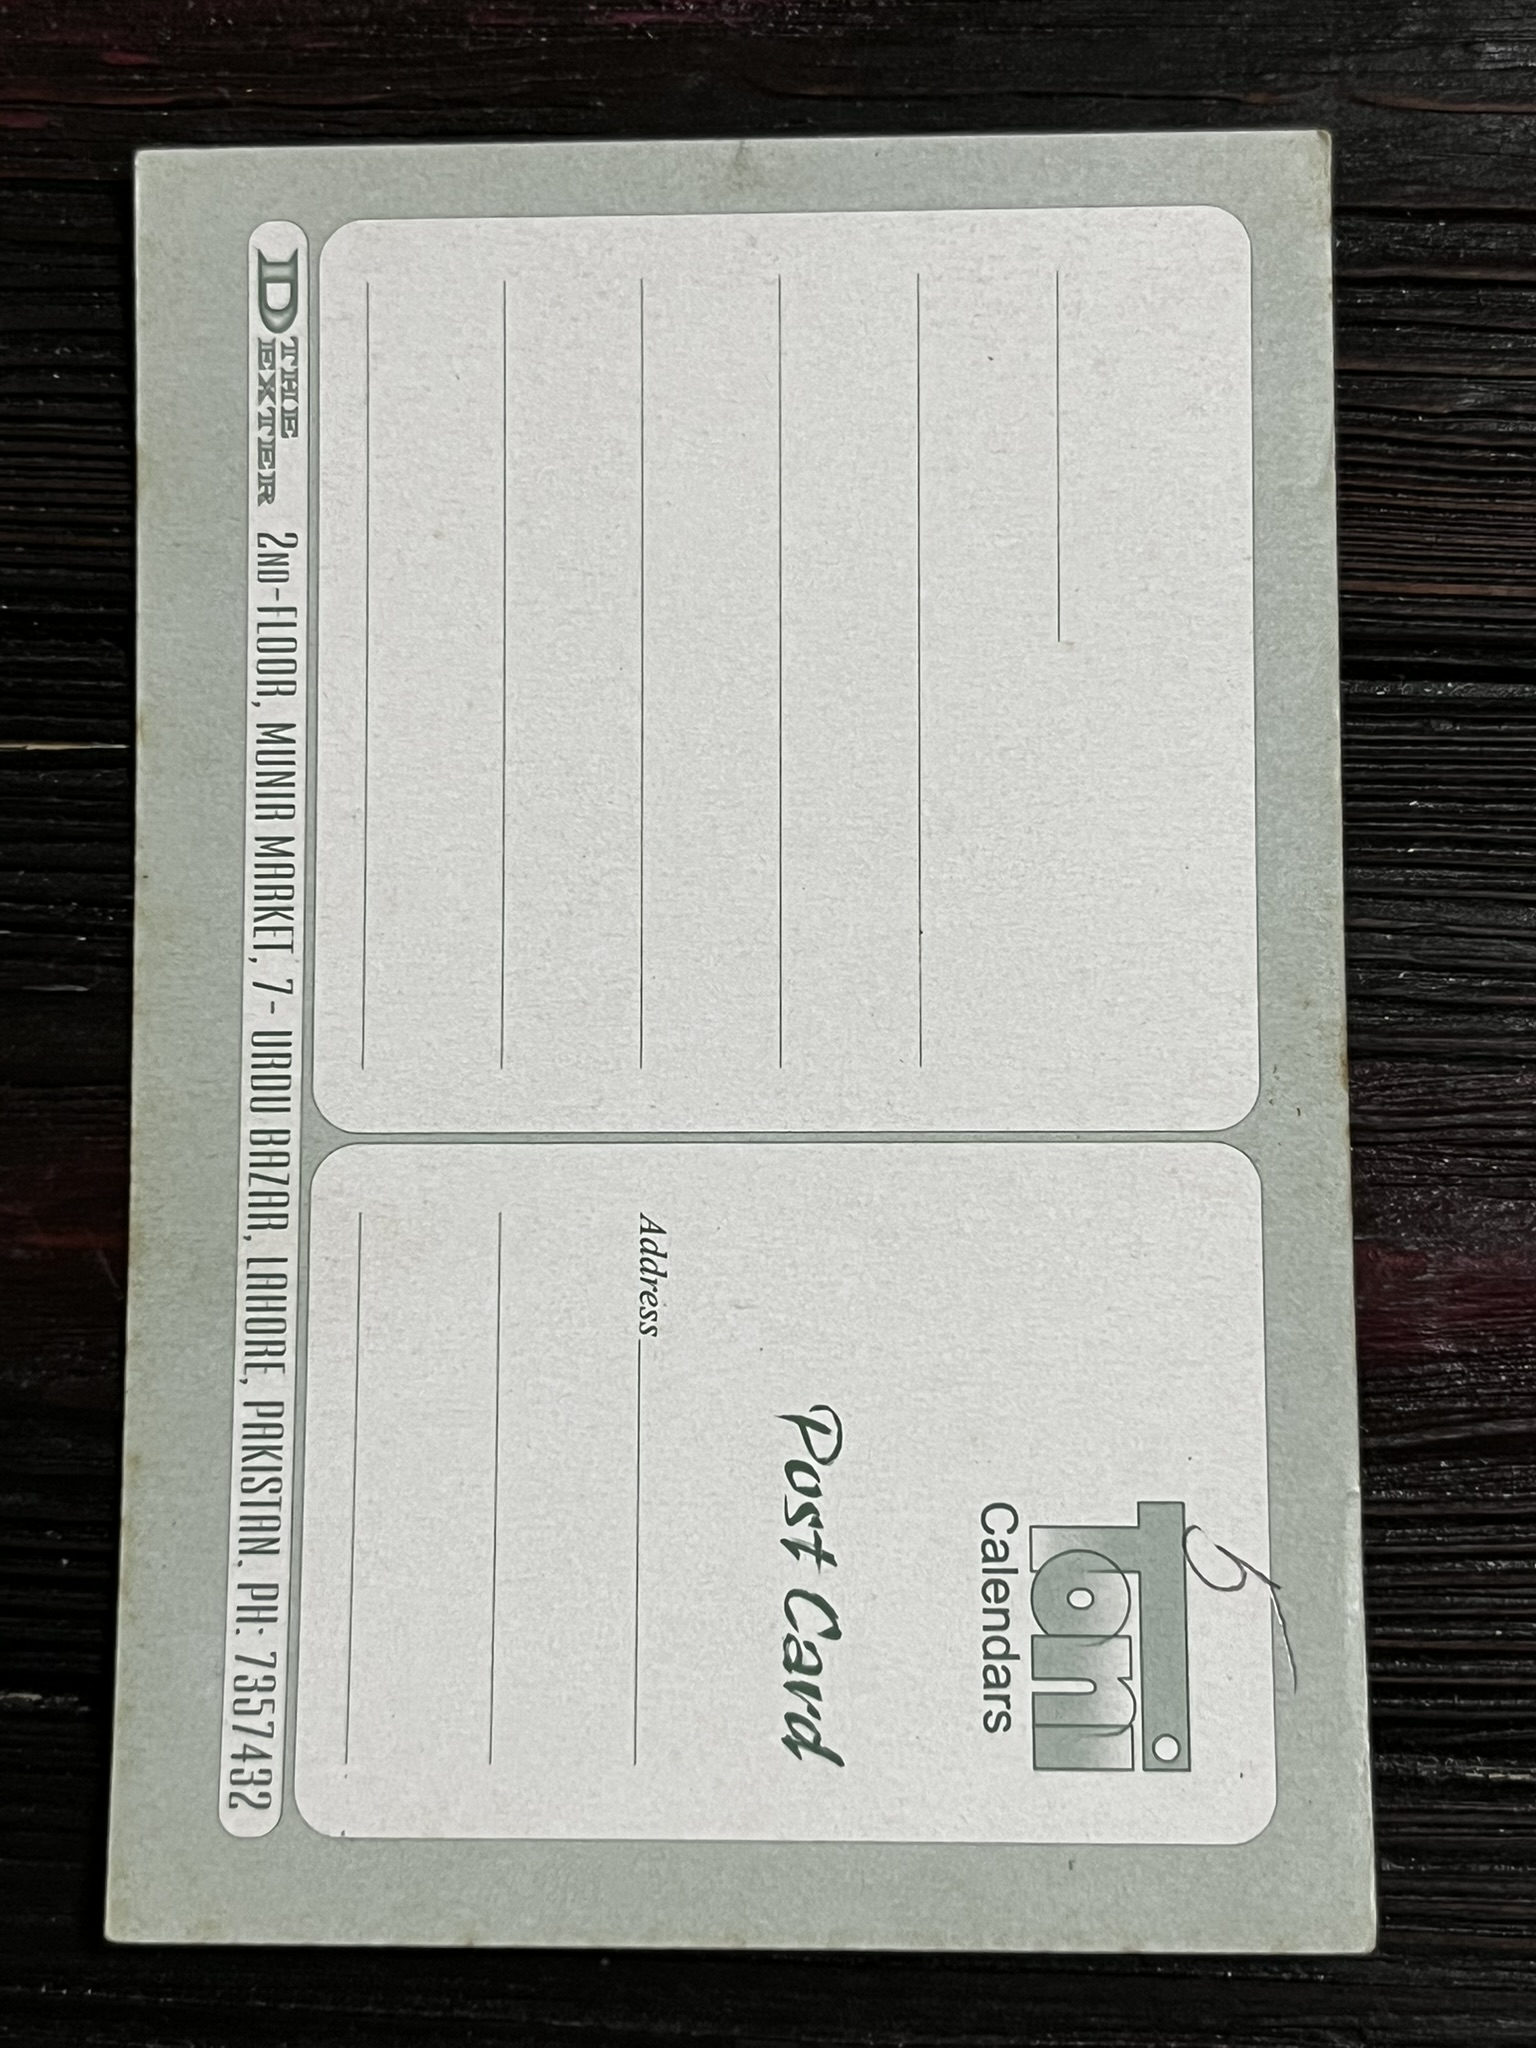 Toni
Calendars
Post Card
Address
THE DEXTER 2ND-FLOOR, MUNIR MARKET, 7- URDU BAZAR, LAHORE, PAKISTAN. PH: 7357432